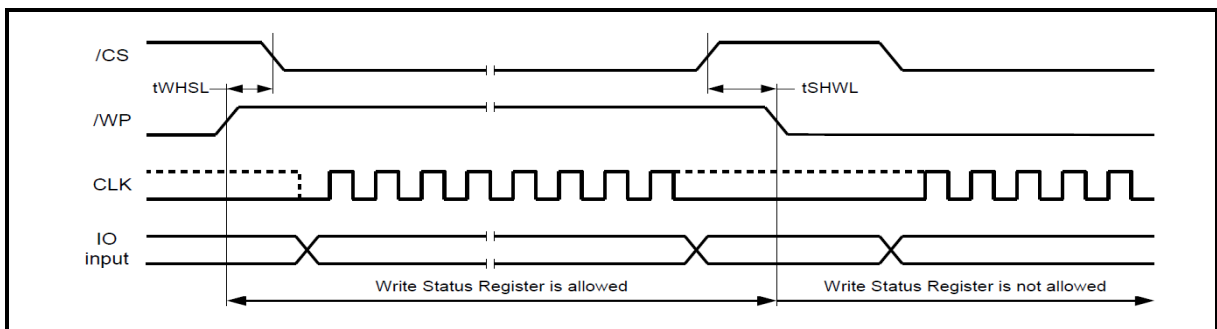 /CS
tWHSL
tSHWL
/WP
CLK
IO
input
Write Status Register is allowed
Write Status Register is not allowed